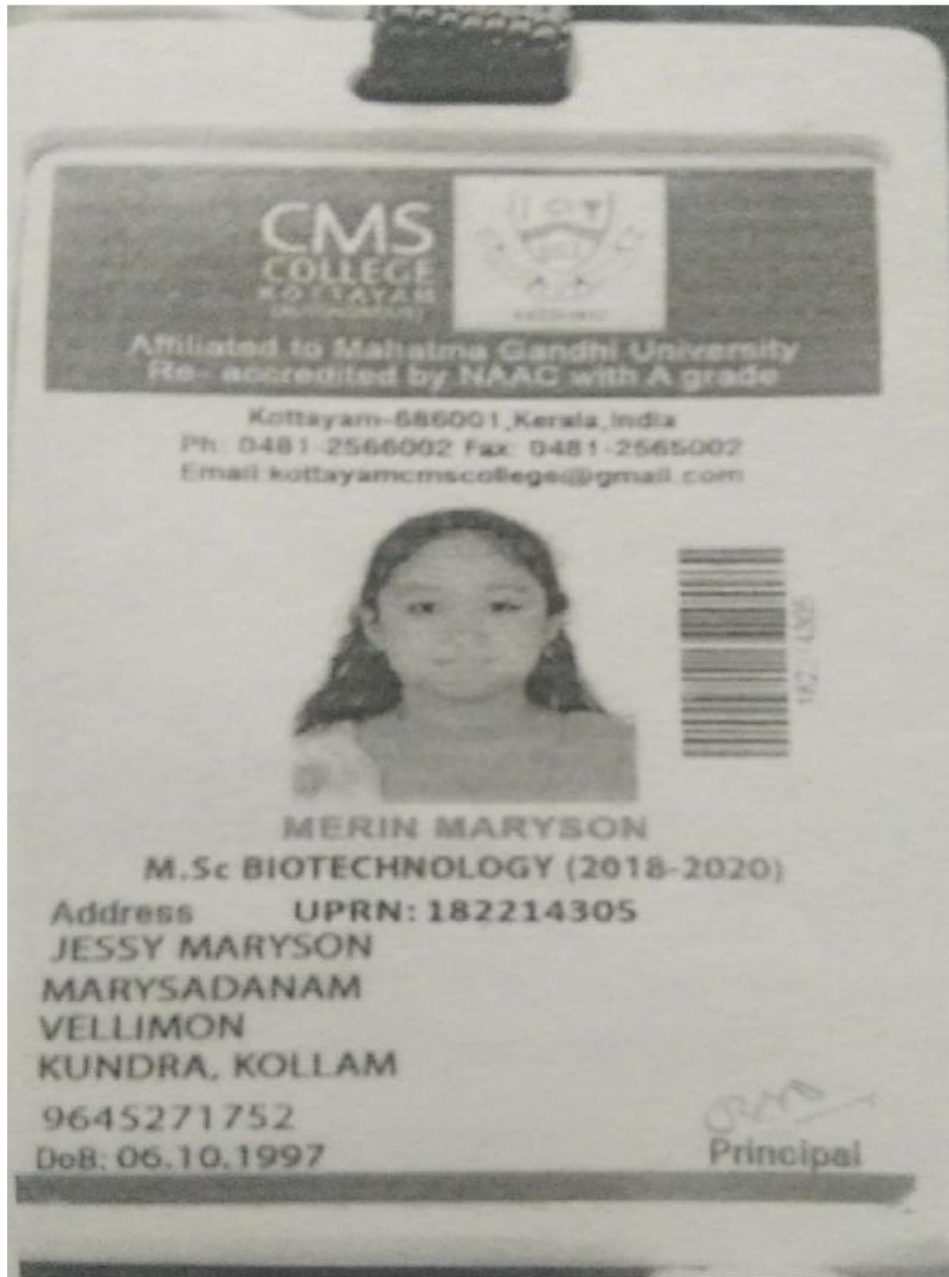 CMS
COLLEGE
KOTTAYAM
(AUTONOMOUS)
Affiliated to Mahatma Gandhi University
Re- accredited by NAAC with A grade
Kottayam-686001,Kerala,India
Ph: 0481-2566002 Fax: 0481-2565002
Email:kottayamcmscollege@gmail.com
MERIN MARYSON
M.Sc BIOTECHNOLOGY (2018-2020)
Address UPRN: 182214305
JESSY MARYSON
MARYSADANAM
VELLIMON
KUNDRA, KOLLAM
9645271752
DoB: 06.10.1997
Principal